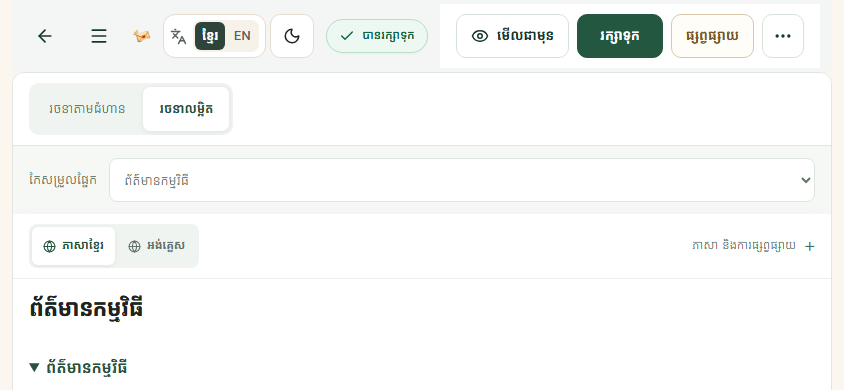 ខ្មែរ EN បានរក្សាទុក មើលជាមុន រក្សាទុក ផ្សព្វផ្សាយ
រចនាតាមជំហាន រចនាលម្អិត
កែសម្រួលផ្នែក ព័ត៌មានកម្មវិធី
ភាសាខ្មែរ អង់គ្លេស ភាសា និងការផ្សព្វផ្សាយ +
ព័ត៌មានកម្មវិធី
ព័ត៌មានកម្មវិធី